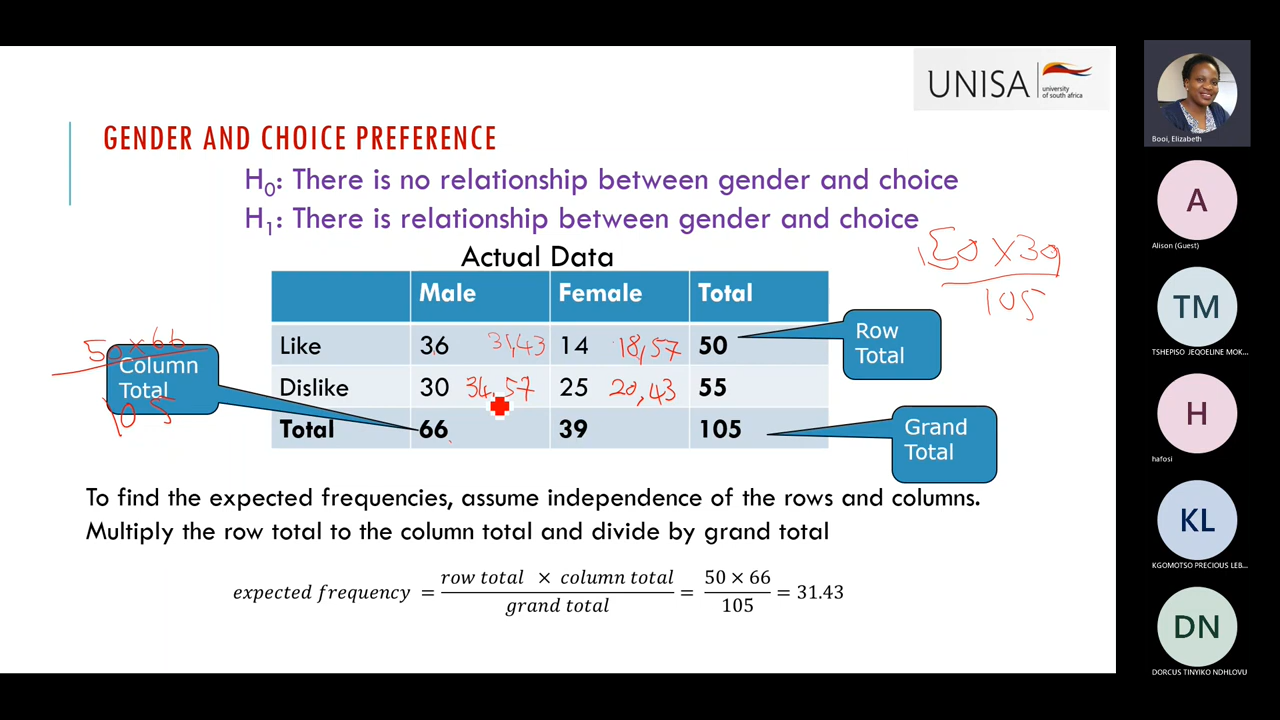 UNISA
university
of south africa
GENDER AND CHOICE PREFERENCE
H0: There is no relationship between gender and choice
H1: There is relationship between gender and choice
Actual Data
50 x 39
105
Male Female Total
Like 36 31,43 14 18,57 50
Dislike 30 34,57 25 20,43 55
Total 66 39 105
Row
Total
50 x 66
105
Column
Total
Grand
Total
To find the expected frequencies, assume independence of the rows and columns.
Multiply the row total to the column total and divide by grand total
expected frequency = row total × column total / grand total = 50 × 66 / 105 = 31.43
Booi, Elizabeth
A
Alison (Guest)
TM
TSHEPISO JEQOELINE MOK...
H
hafosi
KL
KGOMOTSO PRECIOUS LEB...
DN
DORCUS TINYIKO NDHLOVU